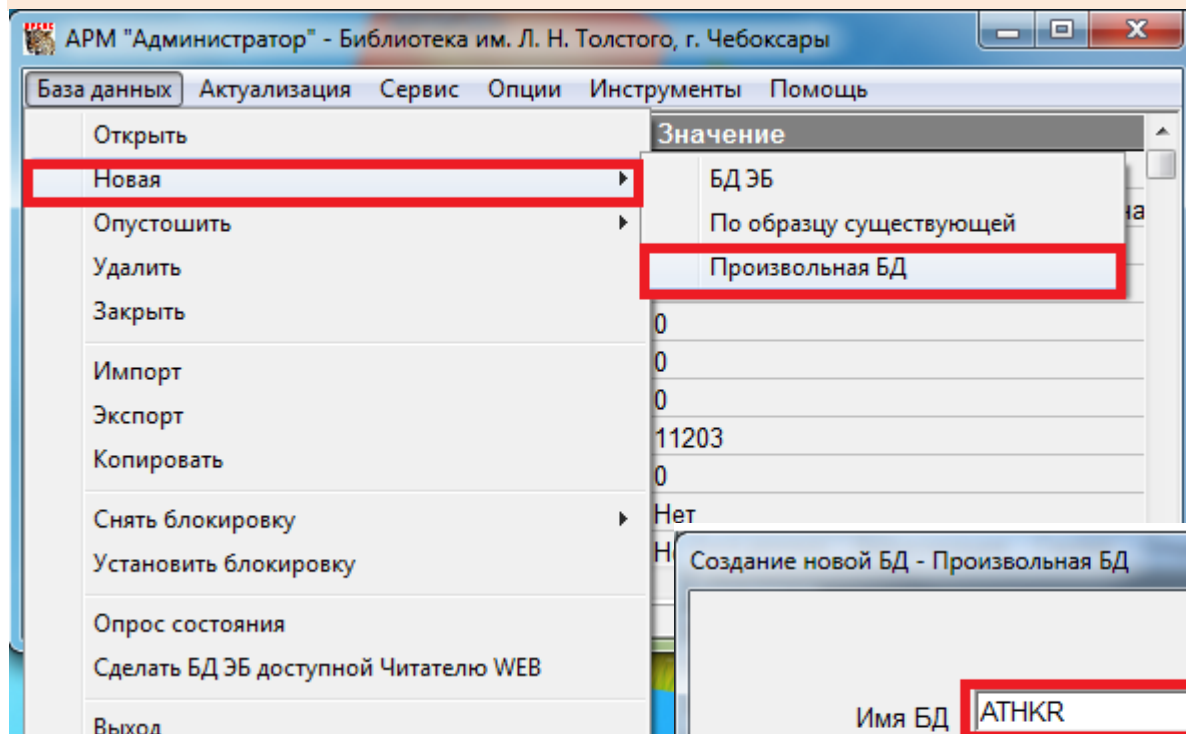 АРМ "Администратор" - Библиотека им. Л. Н. Толстого, г. Чебоксары
База данных Актуализация Сервис Опции Инструменты Помощь
Открыть
Новая
Опустошить
Удалить
Закрыть
Импорт
Экспорт
Копировать
Снять блокировку
Установить блокировку
Опрос состояния
Сделать БД ЭБ доступной Читателю WEB
Выход
Значение
БД ЭБ
По образцу существующей
Произвольная БД
0
0
0
11203
0
Нет
Создание новой БД - Произвольная БД
Имя БД ATHKR